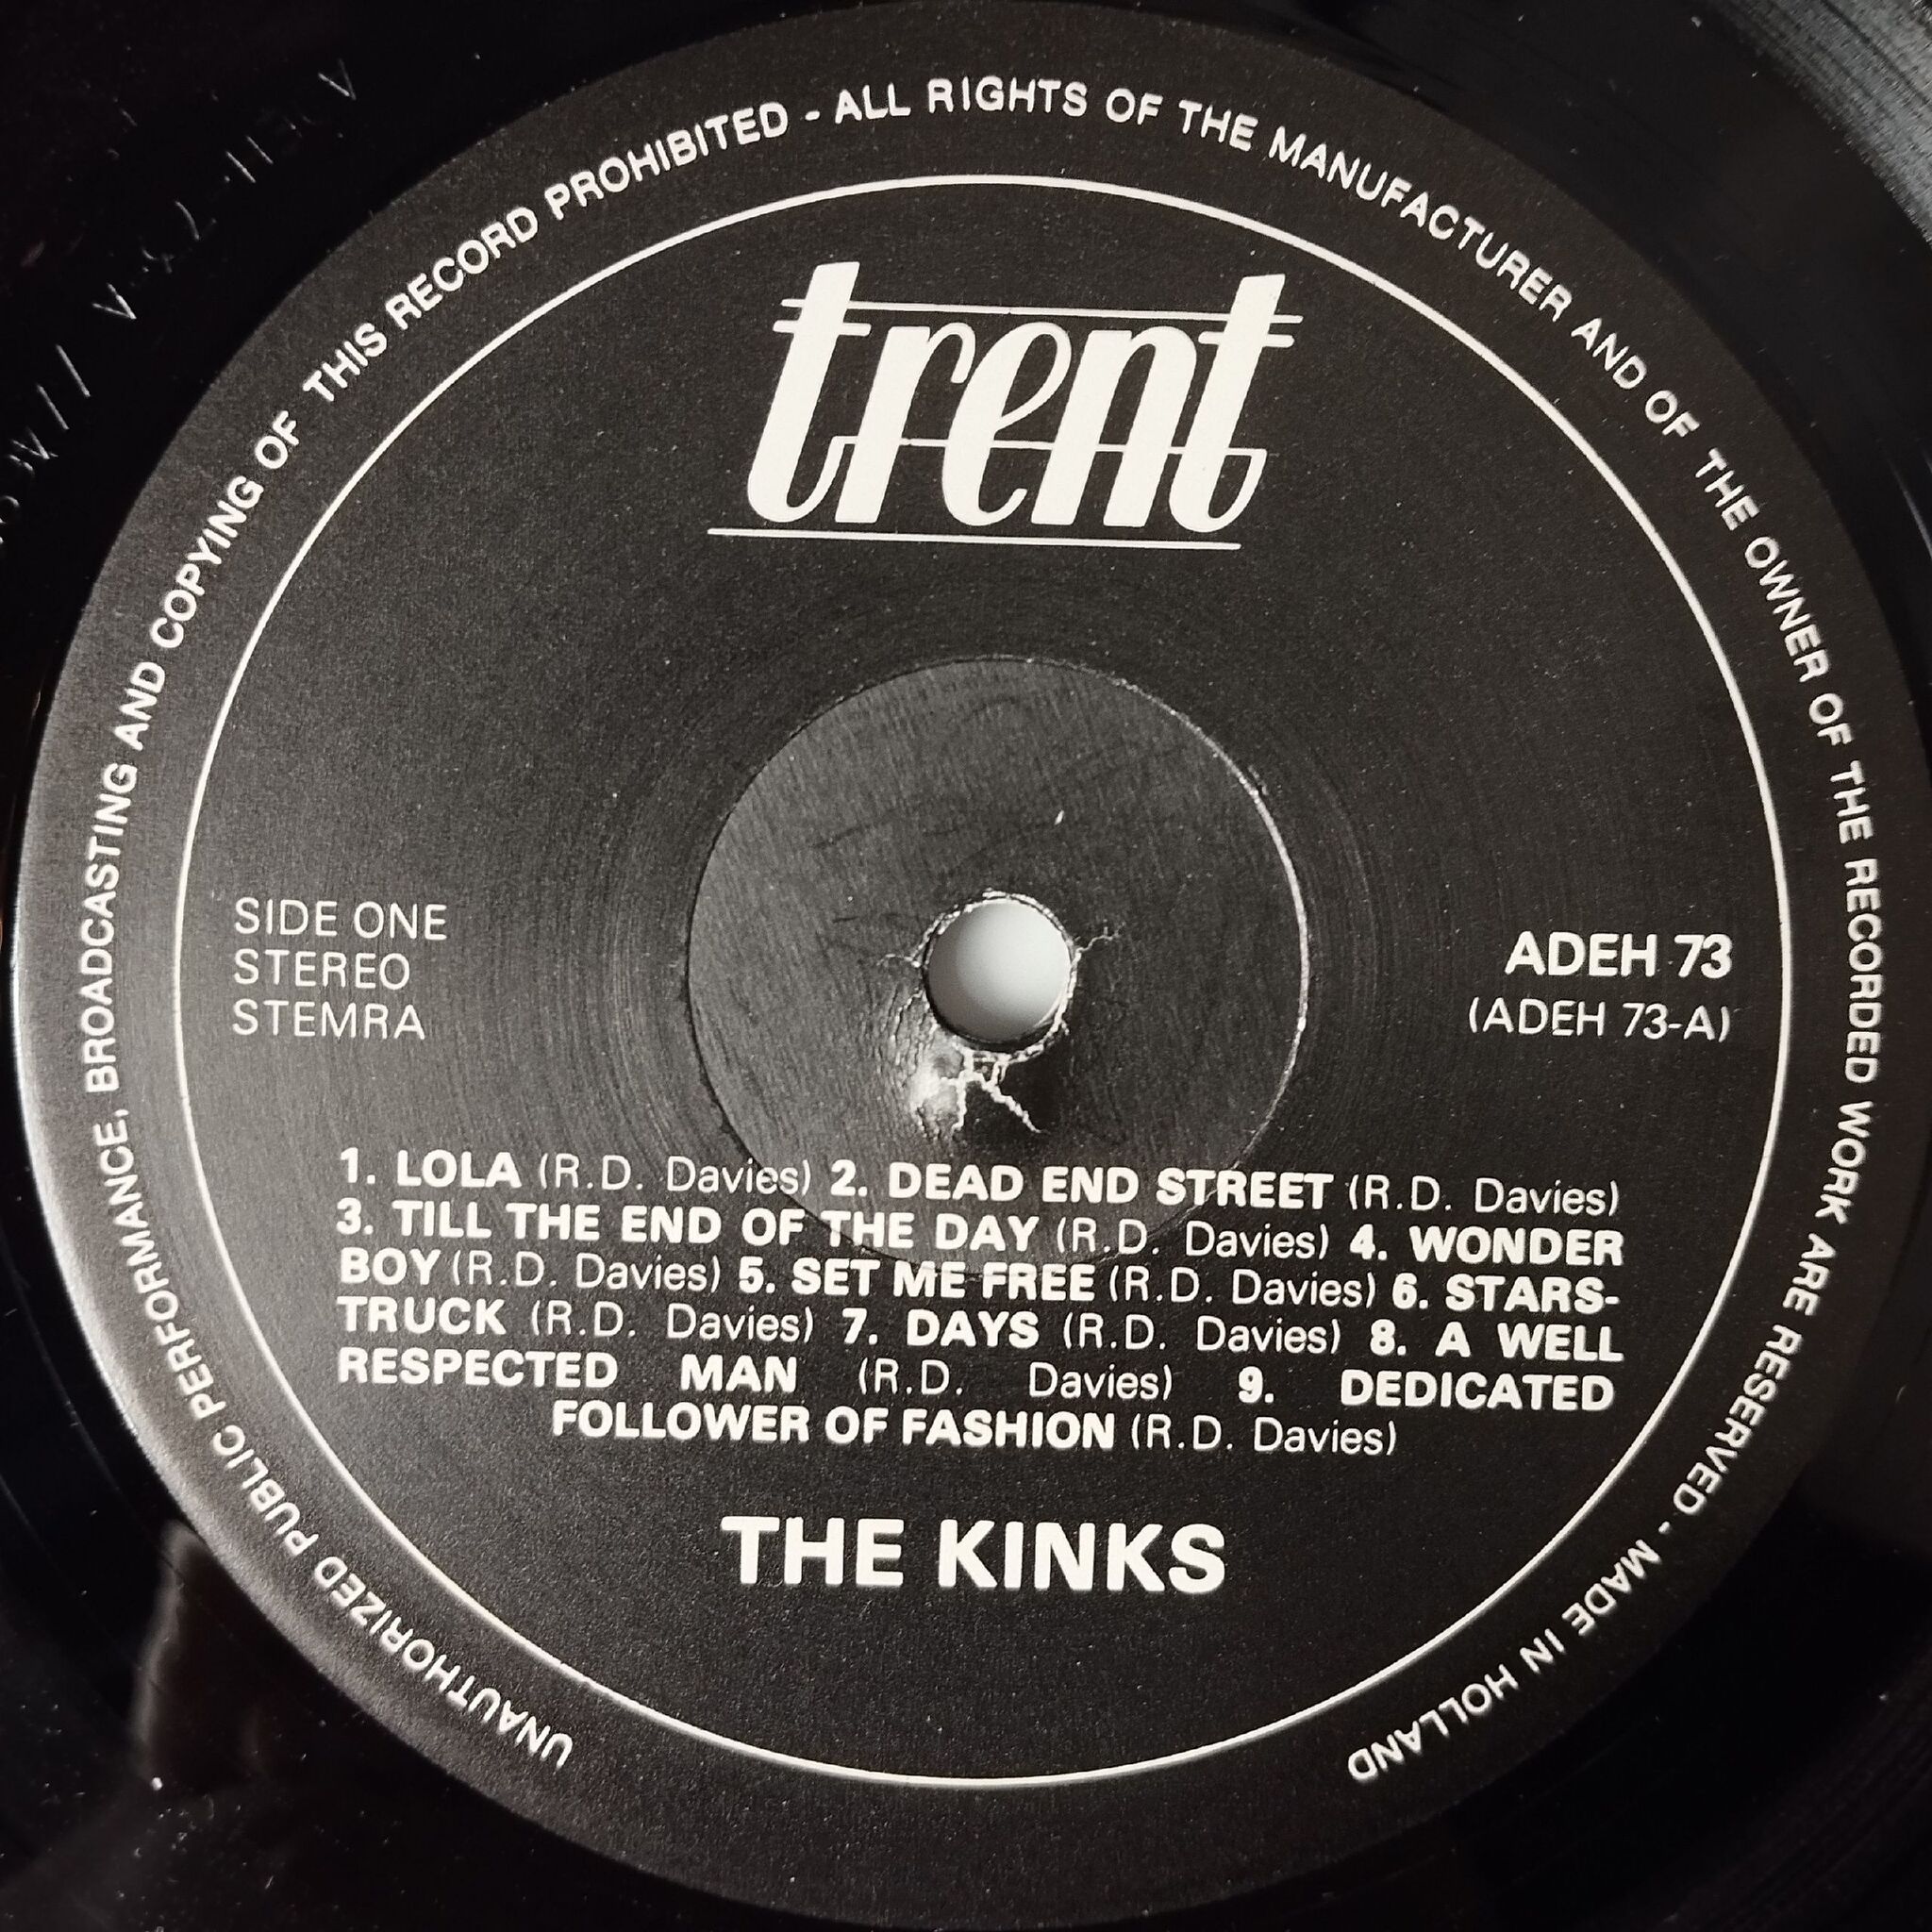 UNAUTHORIZED PUBLIC PERFORMANCE, BROADCASTING AND COPYING OF THIS RECORD PROHIBITED - ALL RIGHTS OF THE MANUFACTURER AND OF THE OWNER OF THE RECORDED WORK ARE RESERVED - MADE IN HOLLAND
trent
SIDE ONE
STEREO
STEMRA
ADEH 73
(ADEH 73-A)
1. LOLA (R.D. Davies) 2. DEAD END STREET (R.D. Davies)
3. TILL THE END OF THE DAY (R.D. Davies) 4. WONDER
BOY (R.D. Davies) 5. SET ME FREE (R.D. Davies) 6. STARS-
TRUCK (R.D. Davies) 7. DAYS (R.D. Davies) 8. A WELL
RESPECTED MAN (R.D. Davies) 9. DEDICATED
FOLLOWER OF FASHION (R.D. Davies)
THE KINKS